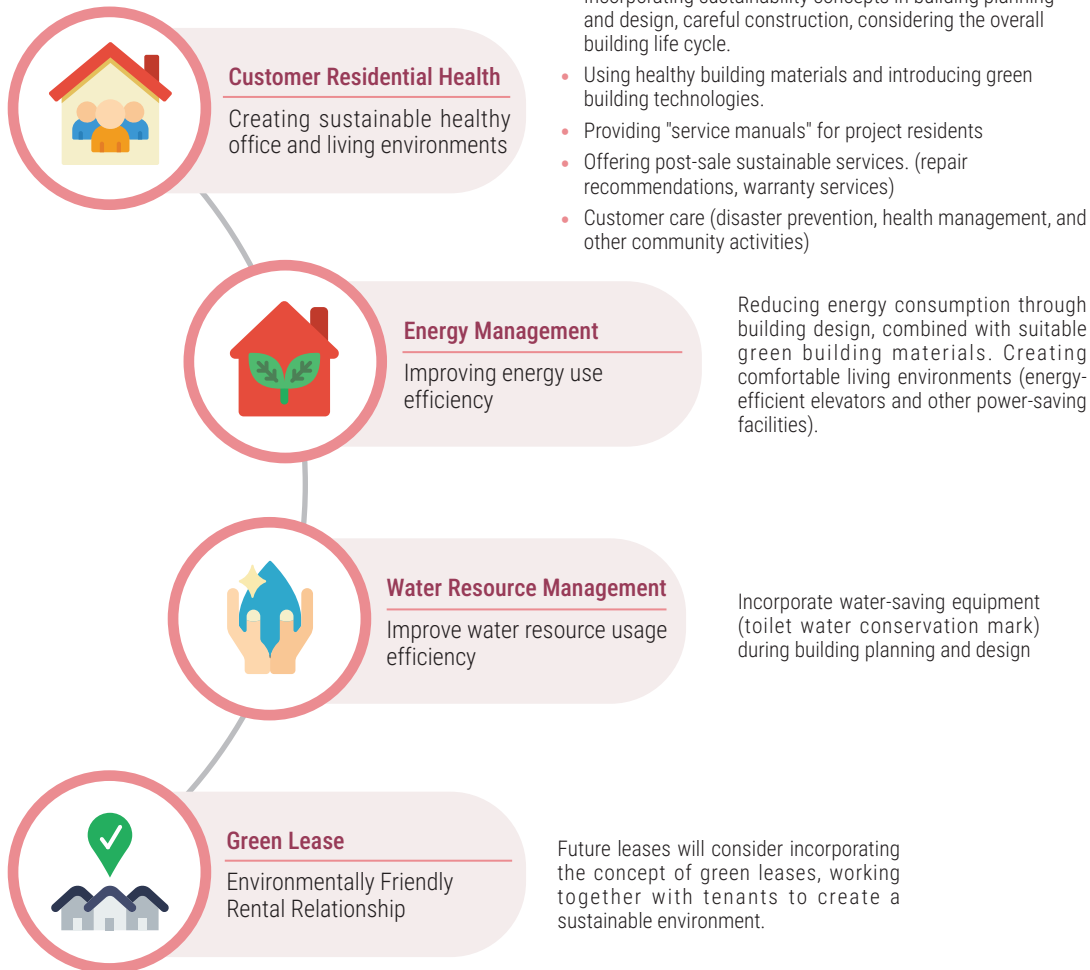 Incorporating sustainability concepts in building planning
and design, careful construction, considering the overall
building life cycle.
Customer Residential Health
Creating sustainable healthy
office and living environments
• Using healthy building materials and introducing green
building technologies.
• Providing "service manuals" for project residents
• Offering post-sale sustainable services. (repair
recommendations, warranty services)
• Customer care (disaster prevention, health management, and
other community activities)
Energy Management
Improving energy use
efficiency
Reducing energy consumption through
building design, combined with suitable
green building materials. Creating
comfortable living environments (energy-
efficient elevators and other power-saving
facilities).
Water Resource Management
Improve water resource usage
efficiency
Incorporate water-saving equipment
(toilet water conservation mark)
during building planning and design
Green Lease
Environmentally Friendly
Rental Relationship
Future leases will consider incorporating
the concept of green leases, working
together with tenants to create a
sustainable environment.